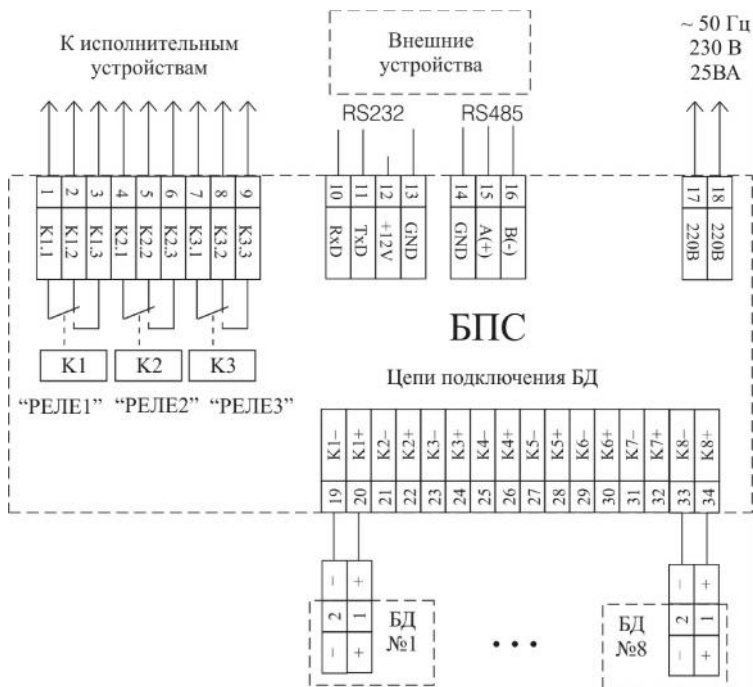 К исполнительным
устройствам
Внешние
устройства
~ 50 Гц
230 В
25ВА
RS232
RS485
1 2 3 4 5 6 7 8 9
K1.1 K1.2 K1.3 K2.1 K2.2 K2.3 K3.1 K3.2 K3.3
10 11 12 13
RxD TxD +12V GND
14 15 16
GND A(+) B(-)
17 18
220В 220В
БПС
K1 K2 K3
“РЕЛЕ1” “РЕЛЕ2” “РЕЛЕ3”
Цепи подключения БД
K1– K1+ K2– K2+ K3– K3+ K4– K4+ K5– K5+ K6– K6+ K7– K7+ K8– K8+
19 20 21 22 23 24 25 26 27 28 29 30 31 32 33 34
– +
2 1
– +
БД
№1
• • •
БД
№8
– +
2 1
– +